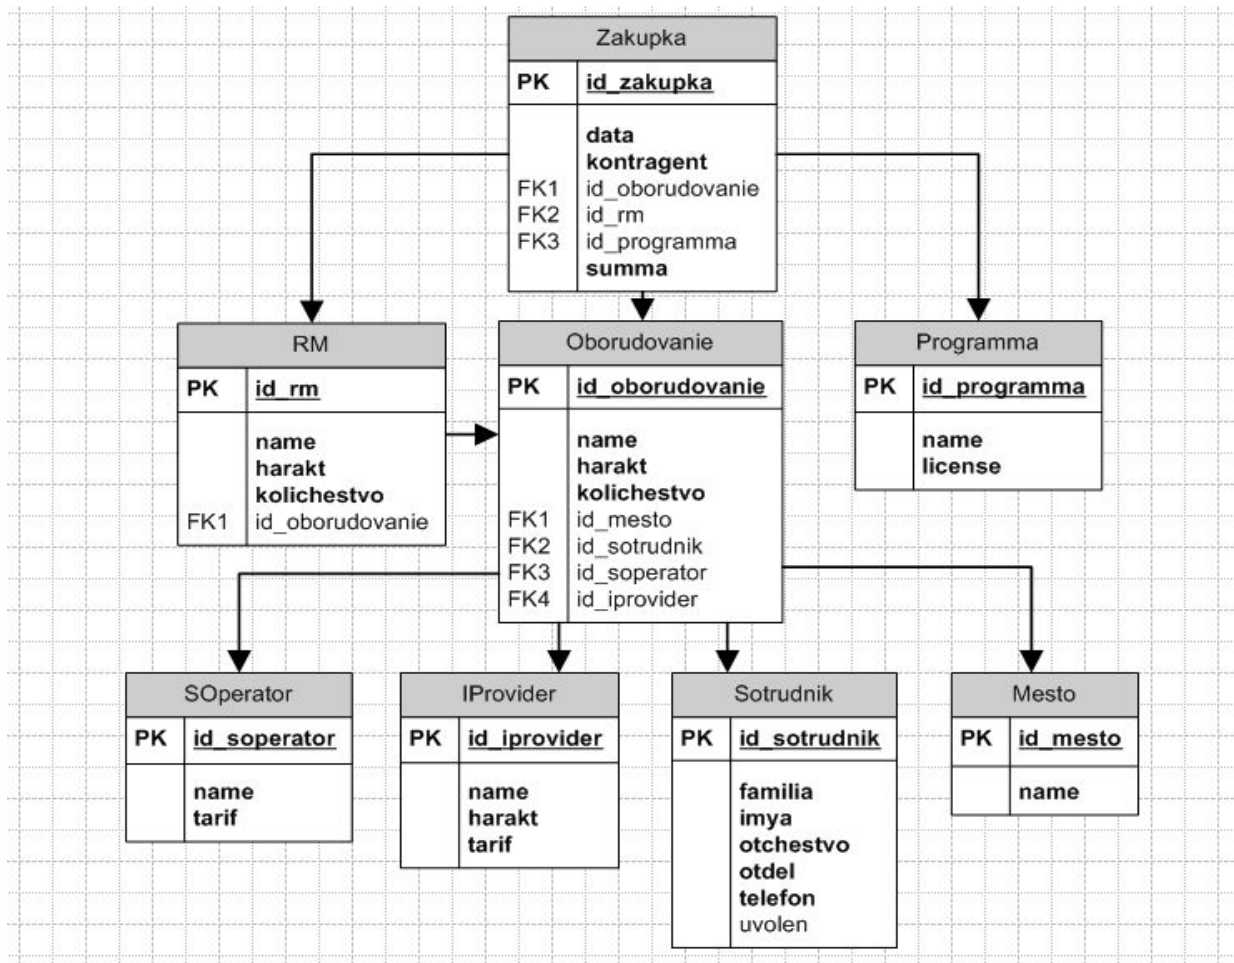 Zakupka
PK id_zakupka
data
kontragent
FK1 id_oborudovanie
FK2 id_rm
FK3 id_programma
summa
RM
PK id_rm
name
harakt
kolichestvo
FK1 id_oborudovanie
Oborudovanie
PK id_oborudovanie
name
harakt
kolichestvo
FK1 id_mesto
FK2 id_sotrudnik
FK3 id_soperator
FK4 id_iprovider
Programma
PK id_programma
name
license
SOperator
PK id_soperator
name
tarif
IProvider
PK id_iprovider
name
harakt
tarif
Sotrudnik
PK id_sotrudnik
familia
imya
otchestvo
otdel
telefon
uvolen
Mesto
PK id_mesto
name